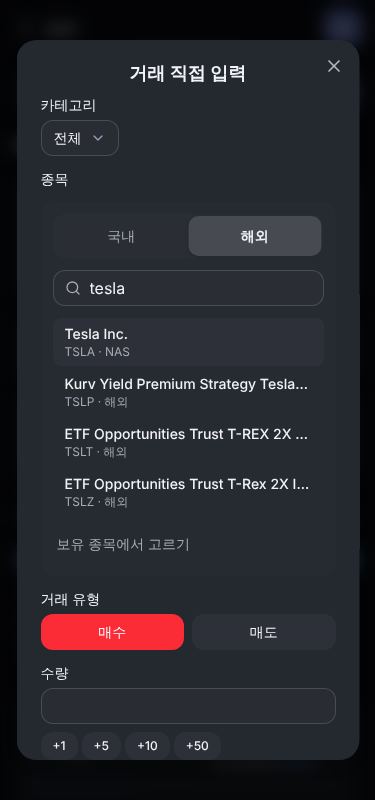 거래 직접 입력
카테고리
전체
종목
국내
해외
tesla
Tesla Inc.
TSLA · NAS
Kurv Yield Premium Strategy Tesla...
TSLP · 해외
ETF Opportunities Trust T-REX 2X ...
TSLT · 해외
ETF Opportunities Trust T-Rex 2X I...
TSLZ · 해외
보유 종목에서 고르기
거래 유형
매수
매도
수량
+1
+5
+10
+50